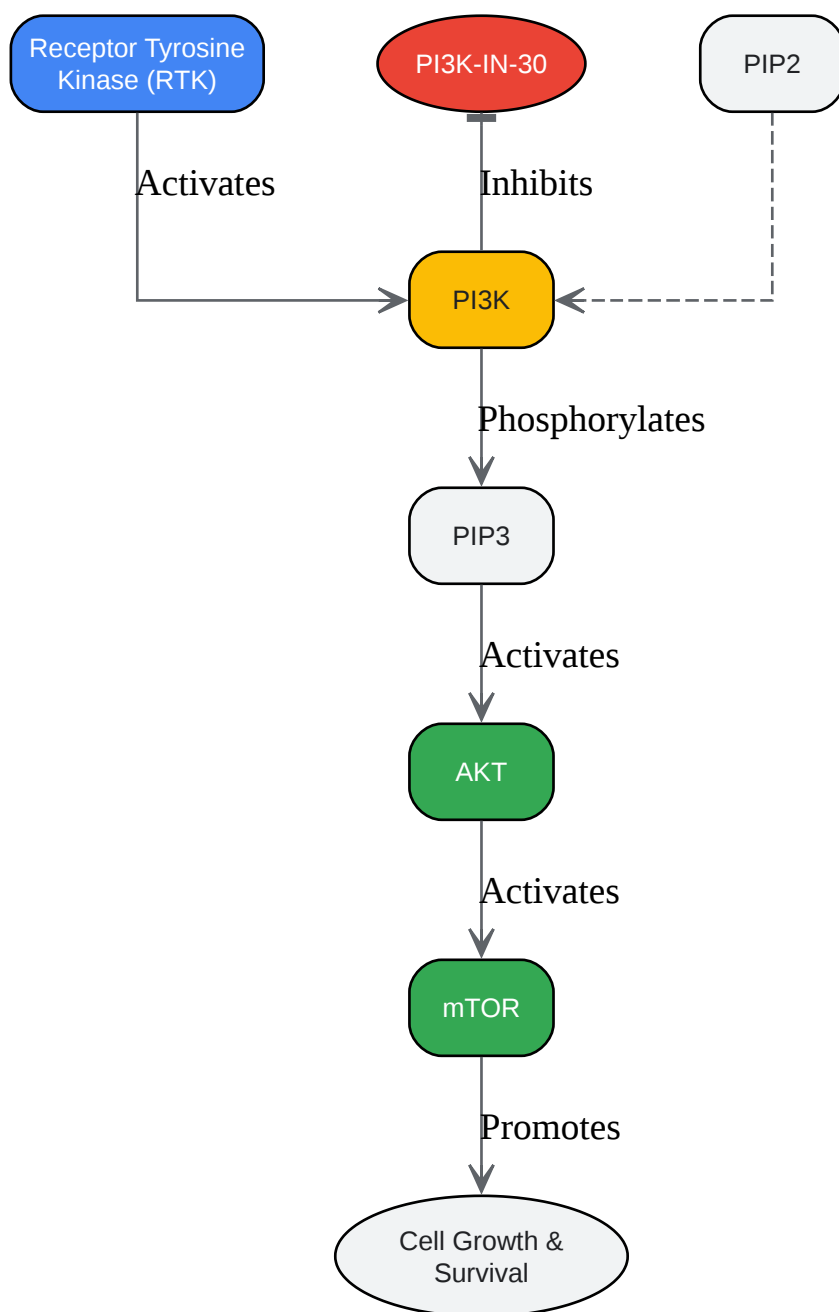 Receptor Tyrosine
Kinase (RTK)
PI3K-IN-30
PIP2
Activates
Inhibits
PI3K
Phosphorylates
PIP3
Activates
AKT
Activates
mTOR
Promotes
Cell Growth &
Survival